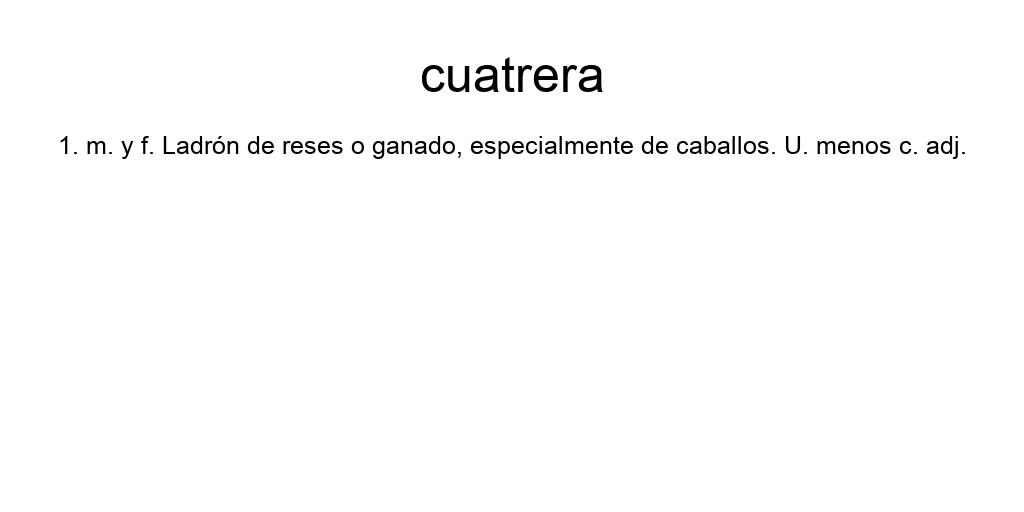 cuatrera
1. m. y f. Ladrón de reses o ganado, especialmente de caballos. U. menos c. adj.